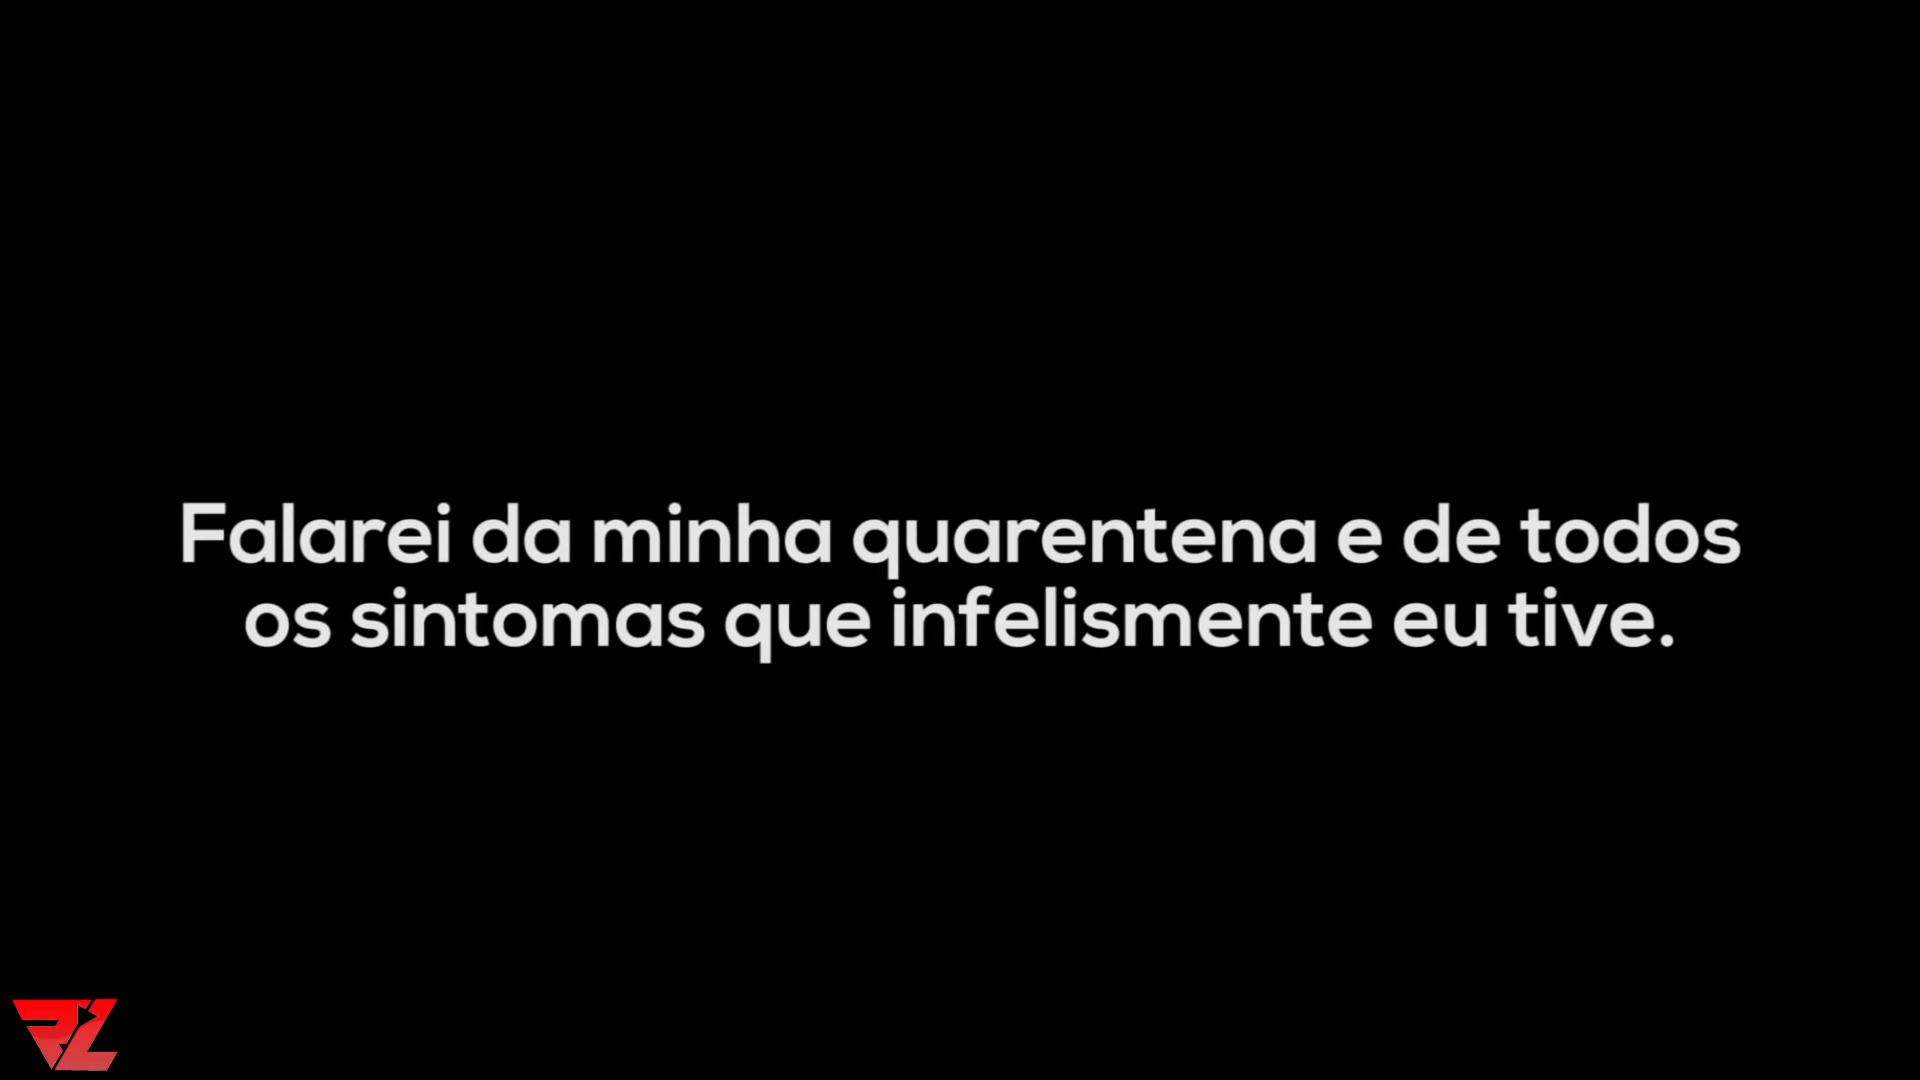 Falarei da minha quarentena e de todos
os sintomas que infelismente eu tive.